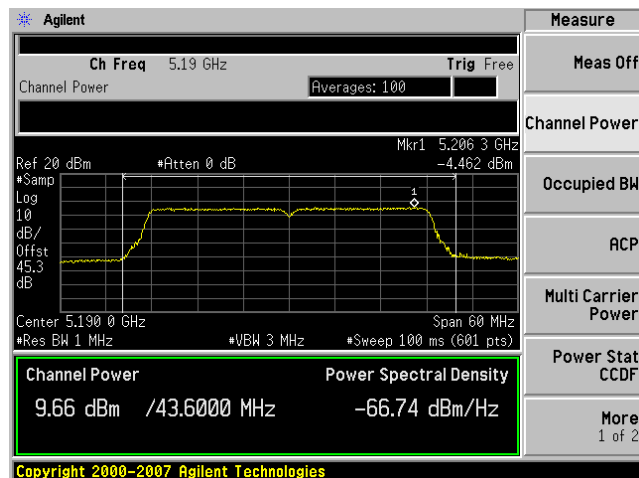 Agilent
Measure
Ch Freq 5.19 GHz Trig Free
Channel Power Averages: 100
Meas Off
Mkr1 5.206 3 GHz
Ref 20 dBm #Atten 0 dB -4.462 dBm
Channel Power
#Samp
Log
10
dB/
Offst
45.3
dB
1
Occupied BW
ACP
Center 5.190 0 GHz Span 60 MHz
#Res BW 1 MHz #VBW 3 MHz #Sweep 100 ms (601 pts)
Multi Carrier
Power
Channel Power Power Spectral Density
9.66 dBm /43.6000 MHz -66.74 dBm/Hz
Power Stat
CCDF
More
1 of 2
Copyright 2000-2007 Agilent Technologies